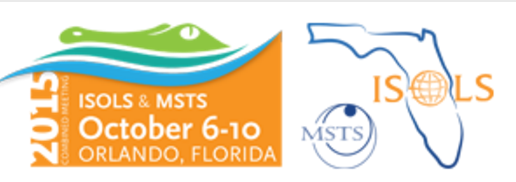 2015
COMBINED MEETING
ISOLS & MSTS
October 6-10
ORLANDO, FLORIDA
ISOLS
MSTS